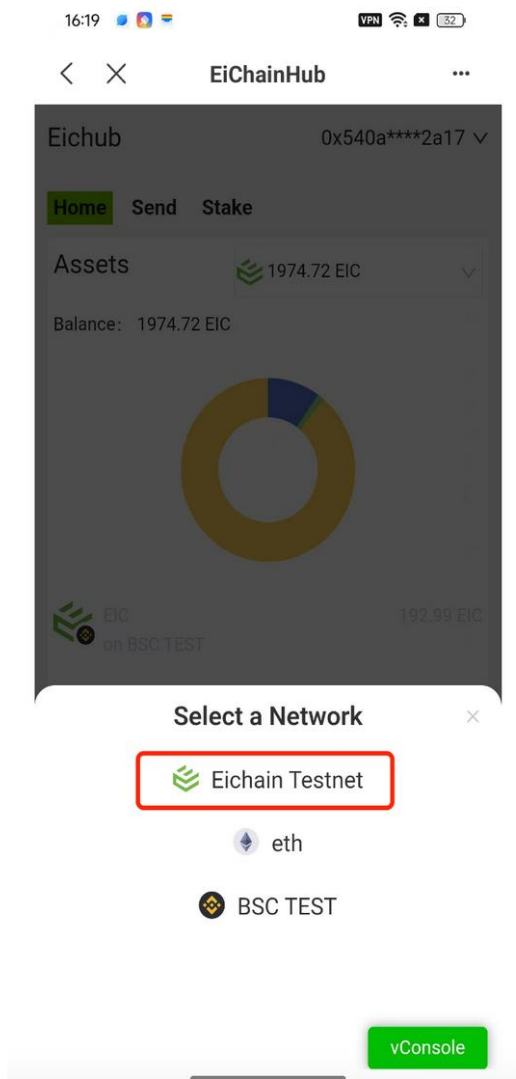 16:19 VPN 32
EiChainHub
Eichub 0x540a****2a17
Home Send Stake
Assets 1974.72 EIC
Balance: 1974.72 EIC
EIC 192.99 EIC
on BSC TEST
Select a Network
Eichain Testnet
eth
BSC TEST
vConsole